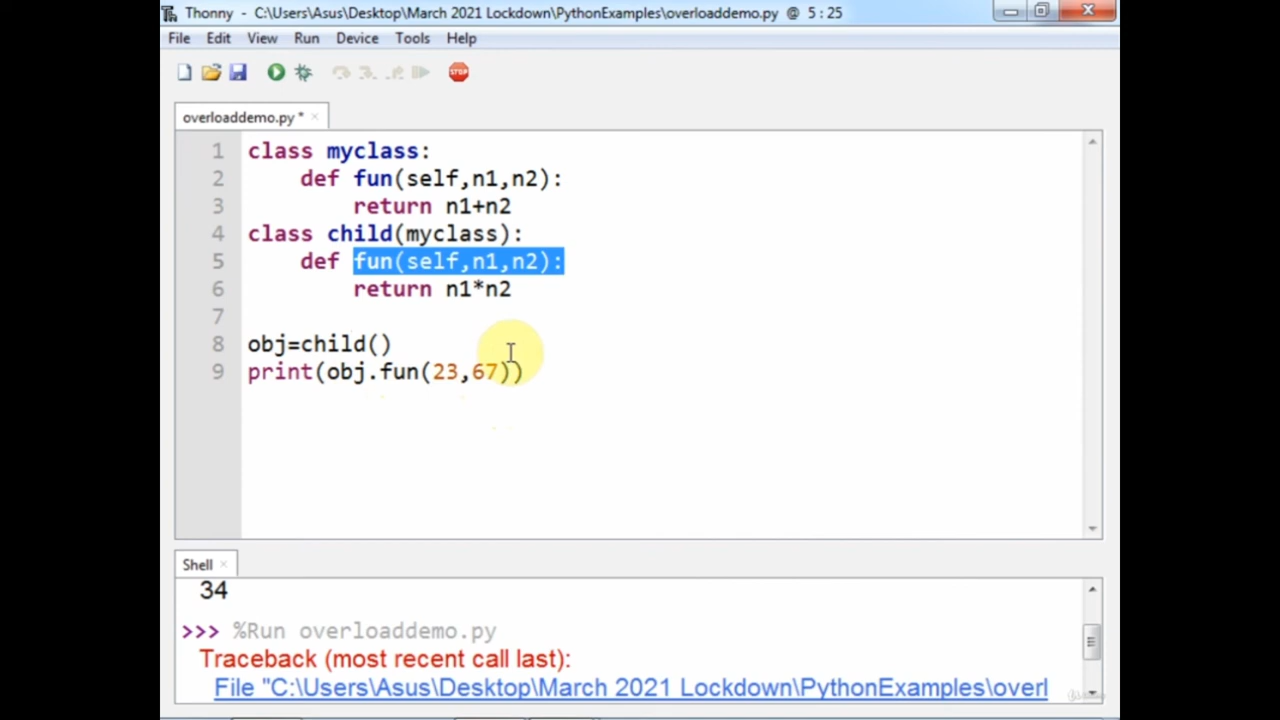 Thonny - C:\Users\Asus\Desktop\March 2021 Lockdown\PythonExamples\overloaddemo.py @ 5 : 25
File Edit View Run Device Tools Help
STOP
overloaddemo.py * ×
1 class myclass:
2     def fun(self,n1,n2):
3         return n1+n2
4 class child(myclass):
5     def fun(self,n1,n2):
6         return n1*n2
7
8 obj=child()
9 print(obj.fun(23,67))
Shell ×
34
>>> %Run overloaddemo.py
Traceback (most recent call last):
File "C:\Users\Asus\Desktop\March 2021 Lockdown\PythonExamples\overl